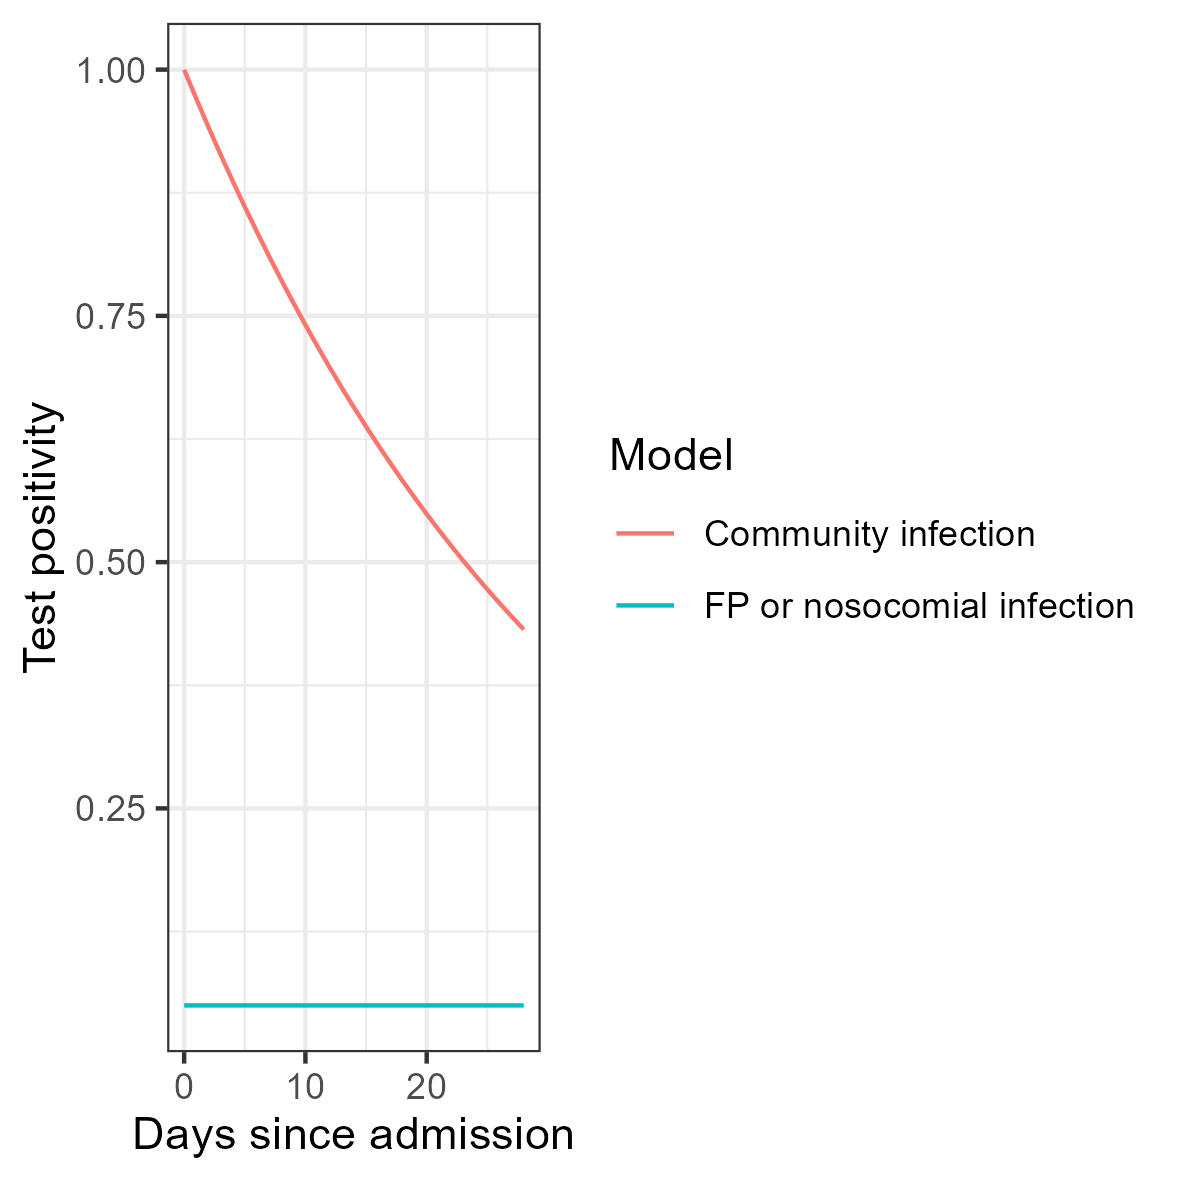 1.00
0.75
0.50
0.25
Test positivity
0 10 20
Days since admission
Model
Community infection
FP or nosocomial infection